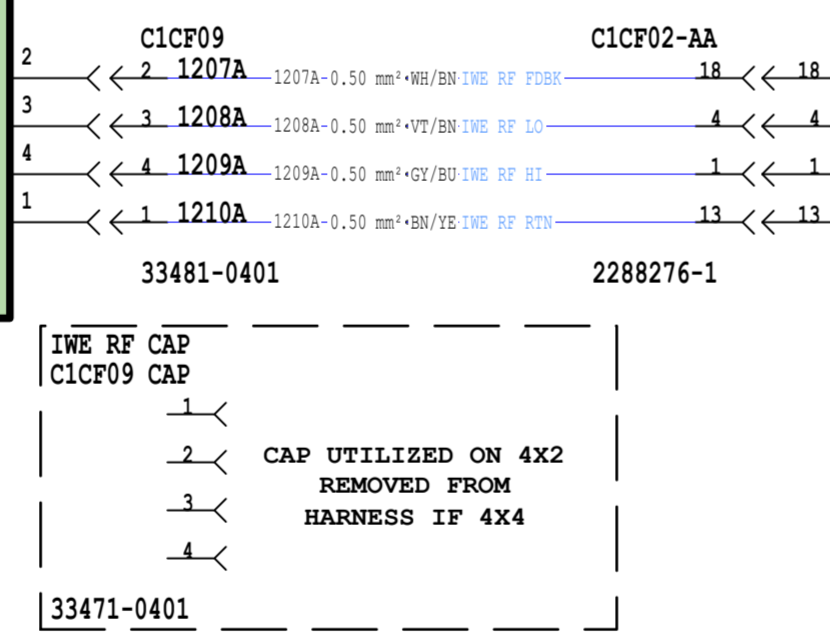 C1CF09 C1CF02-AA
2 2 1207A 1207A-0.50 mm²•WH/BN·IWE RF FDBK 18 18
3 3 1208A 1208A-0.50 mm²•VT/BN·IWE RF LO 4 4
4 4 1209A 1209A-0.50 mm²•GY/BU·IWE RF HI 1 1
1 1 1210A 1210A-0.50 mm²•BN/YE·IWE RF RTN 13 13
33481-0401 2288276-1
IWE RF CAP
C1CF09 CAP
1
2 CAP UTILIZED ON 4X2
REMOVED FROM
3 HARNESS IF 4X4
4
33471-0401